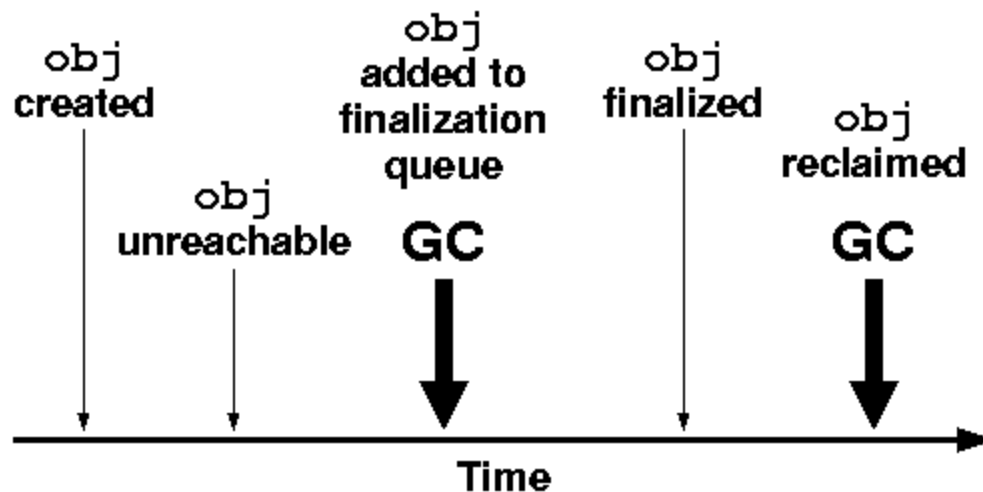 obj
created
obj
unreachable
obj
added to
finalization
queue
GC
obj
finalized
obj
reclaimed
GC
Time